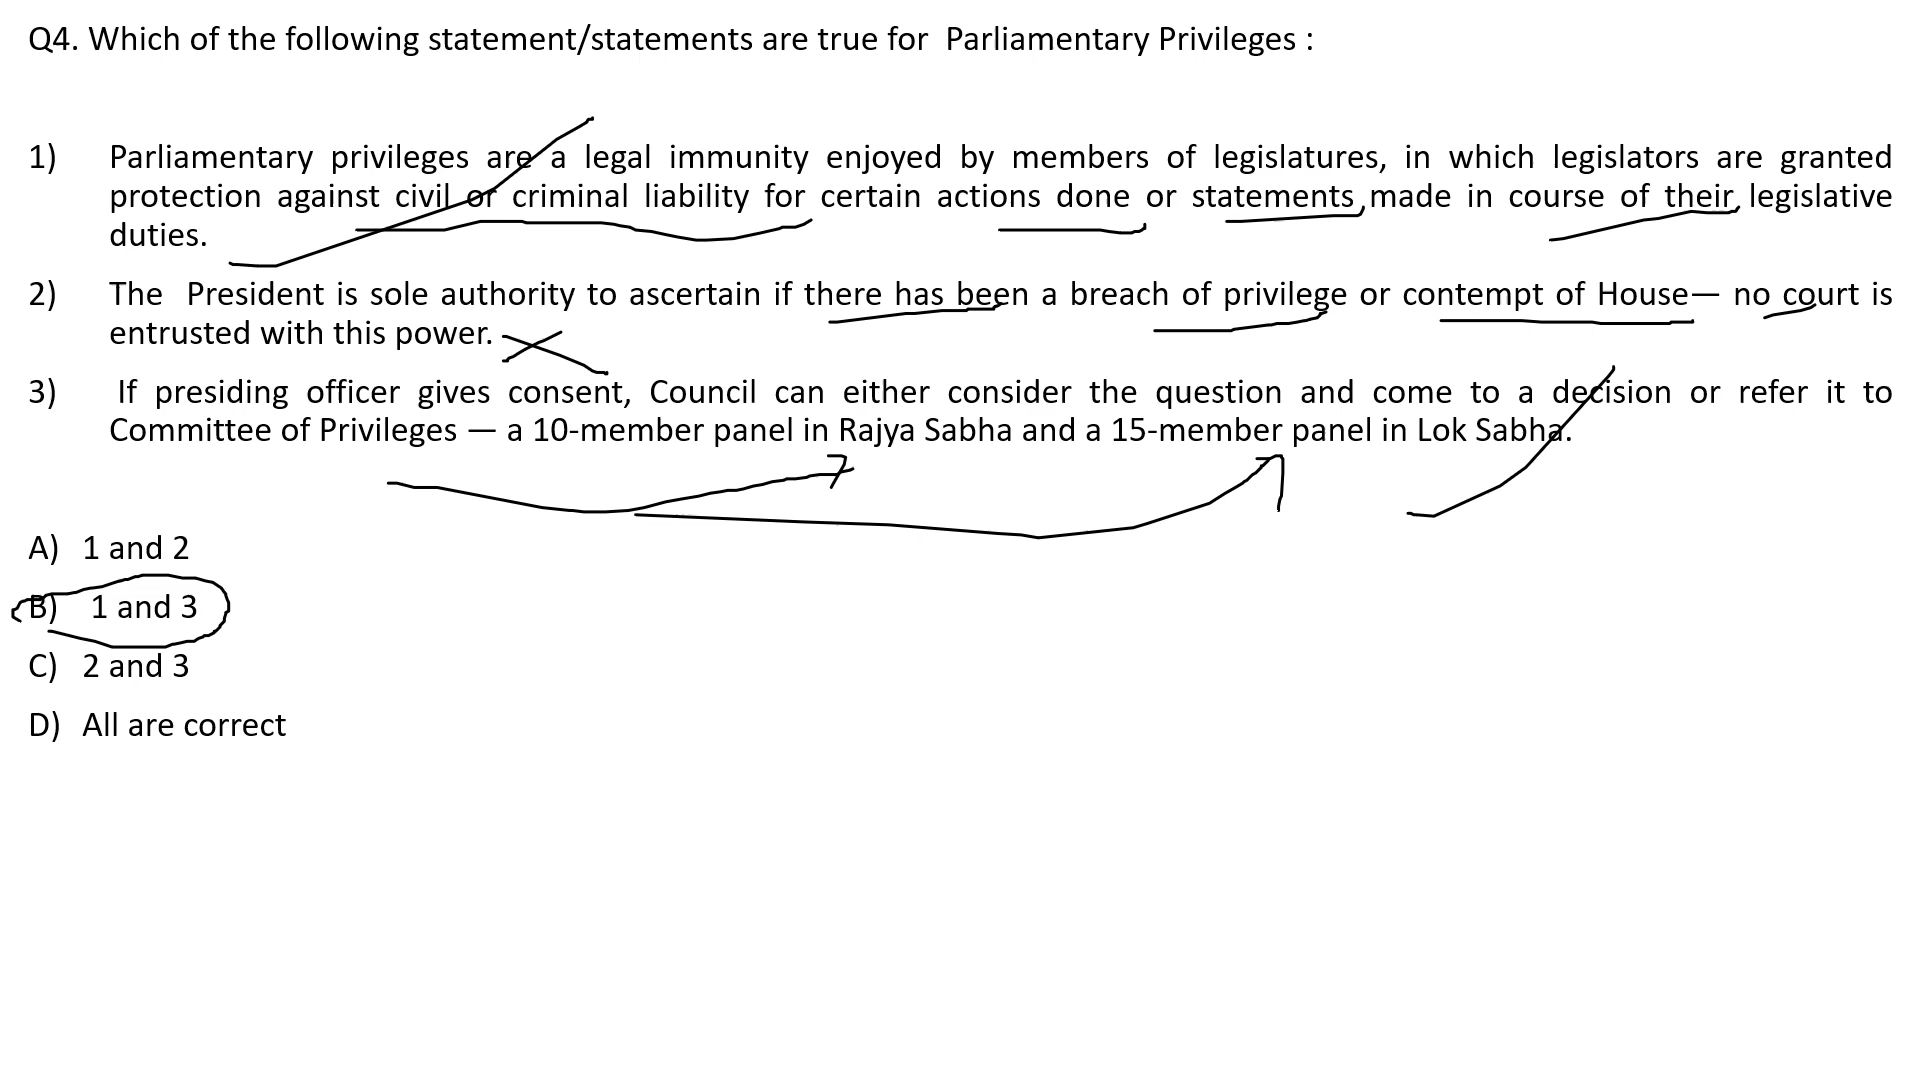 Q4. Which of the following statement/statements are true for Parliamentary Privileges :
1) Parliamentary privileges are a legal immunity enjoyed by members of legislatures, in which legislators are granted
protection against civil or criminal liability for certain actions done or statements made in course of their legislative
duties.
2) The President is sole authority to ascertain if there has been a breach of privilege or contempt of House— no court is
entrusted with this power.
3) If presiding officer gives consent, Council can either consider the question and come to a decision or refer it to
Committee of Privileges — a 10-member panel in Rajya Sabha and a 15-member panel in Lok Sabha.
A) 1 and 2
B) 1 and 3
C) 2 and 3
D) All are correct